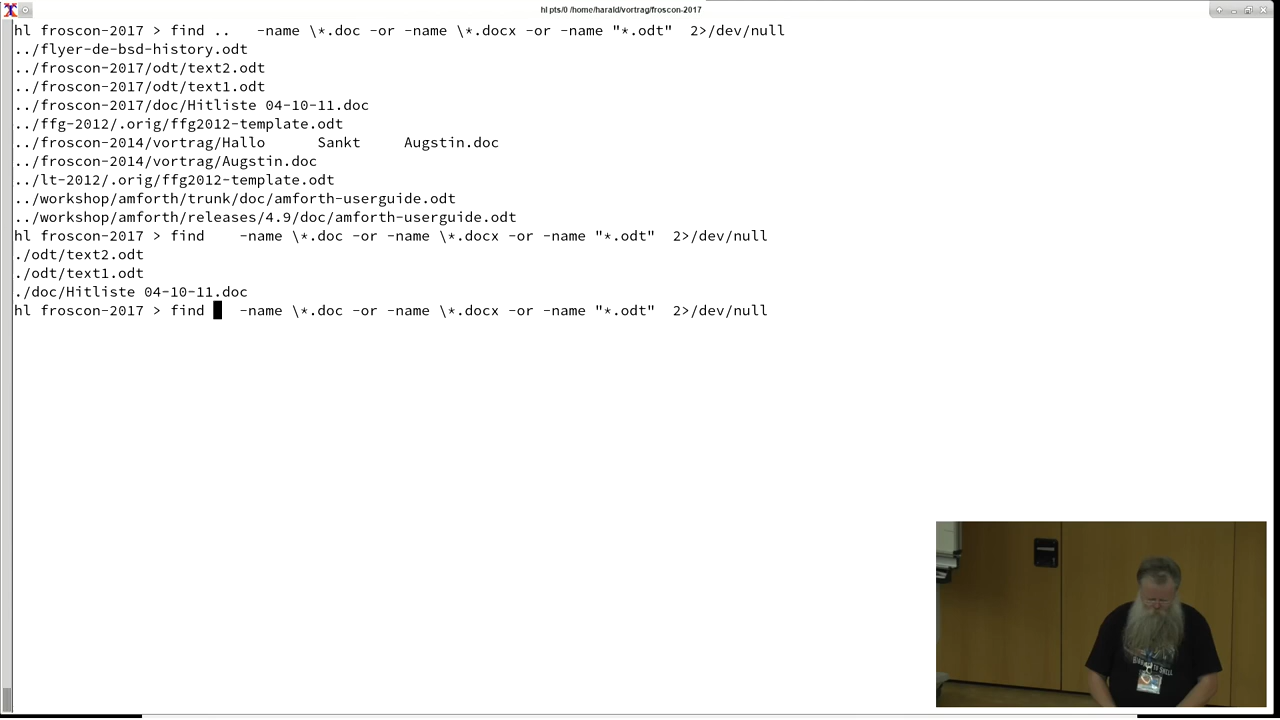 hl pts/0 /home/harald/vortrag/froscon-2017
hl froscon-2017 > find ..   -name \*.doc -or -name \*.docx -or -name "*.odt"  2>/dev/null
../flyer-de-bsd-history.odt
../froscon-2017/odt/text2.odt
../froscon-2017/odt/text1.odt
../froscon-2017/doc/Hitliste 04-10-11.doc
../ffg-2012/.orig/ffg2012-template.odt
../froscon-2014/vortrag/Hallo      Sankt     Augstin.doc
../froscon-2014/vortrag/Augstin.doc
../lt-2012/.orig/ffg2012-template.odt
../workshop/amforth/trunk/doc/amforth-userguide.odt
../workshop/amforth/releases/4.9/doc/amforth-userguide.odt
hl froscon-2017 > find    -name \*.doc -or -name \*.docx -or -name "*.odt"  2>/dev/null
./odt/text2.odt
./odt/text1.odt
./doc/Hitliste 04-10-11.doc
hl froscon-2017 > find    -name \*.doc -or -name \*.docx -or -name "*.odt"  2>/dev/null
SHELL